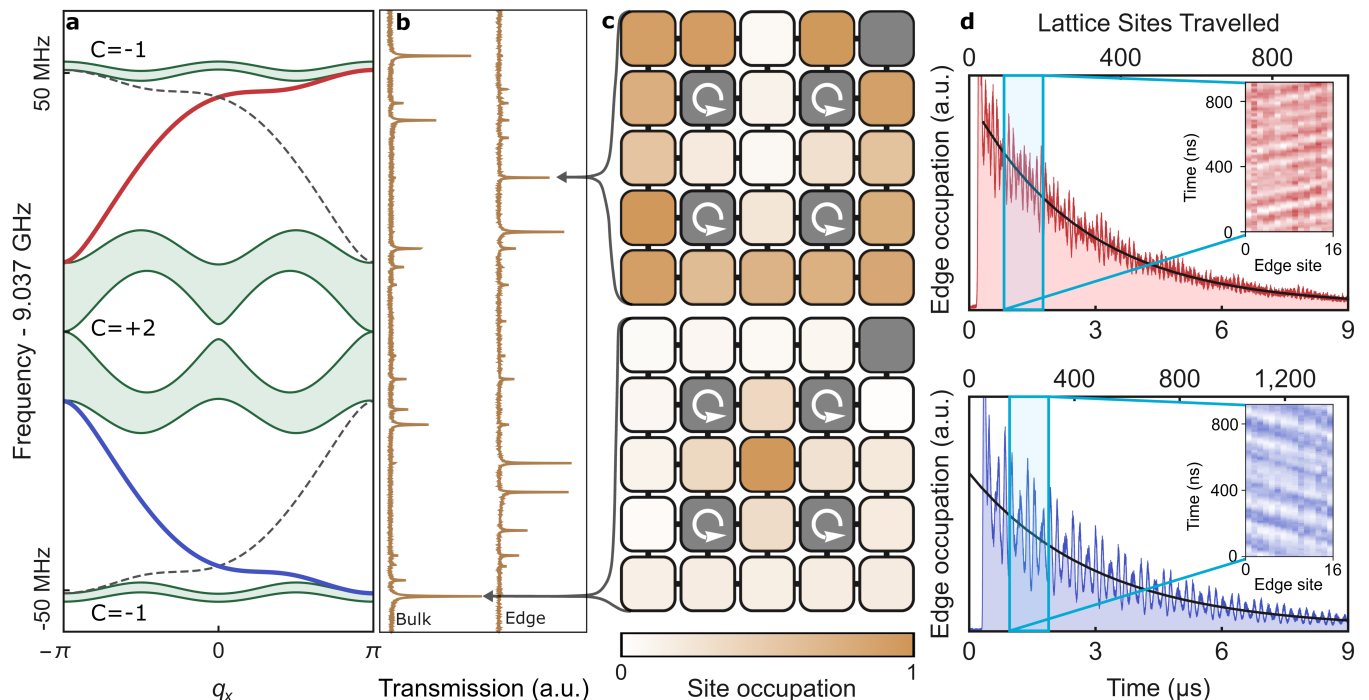 a
C=-1
50 MHz
Frequency - 9.037 GHz
C=+2
-50 MHz
C=-1
−π
0
π
qₓ
b
Bulk
Edge
Transmission (a.u.)
c
0
1
Site occupation
d
Lattice Sites Travelled
0
400
800
Edge occupation (a.u.)
800
400
0
Time (ns)
0
16
Edge site
0
3
6
9
0
400
800
1,200
Edge occupation (a.u.)
800
400
0
Time (ns)
0
16
Edge site
0
3
6
9
Time (μs)